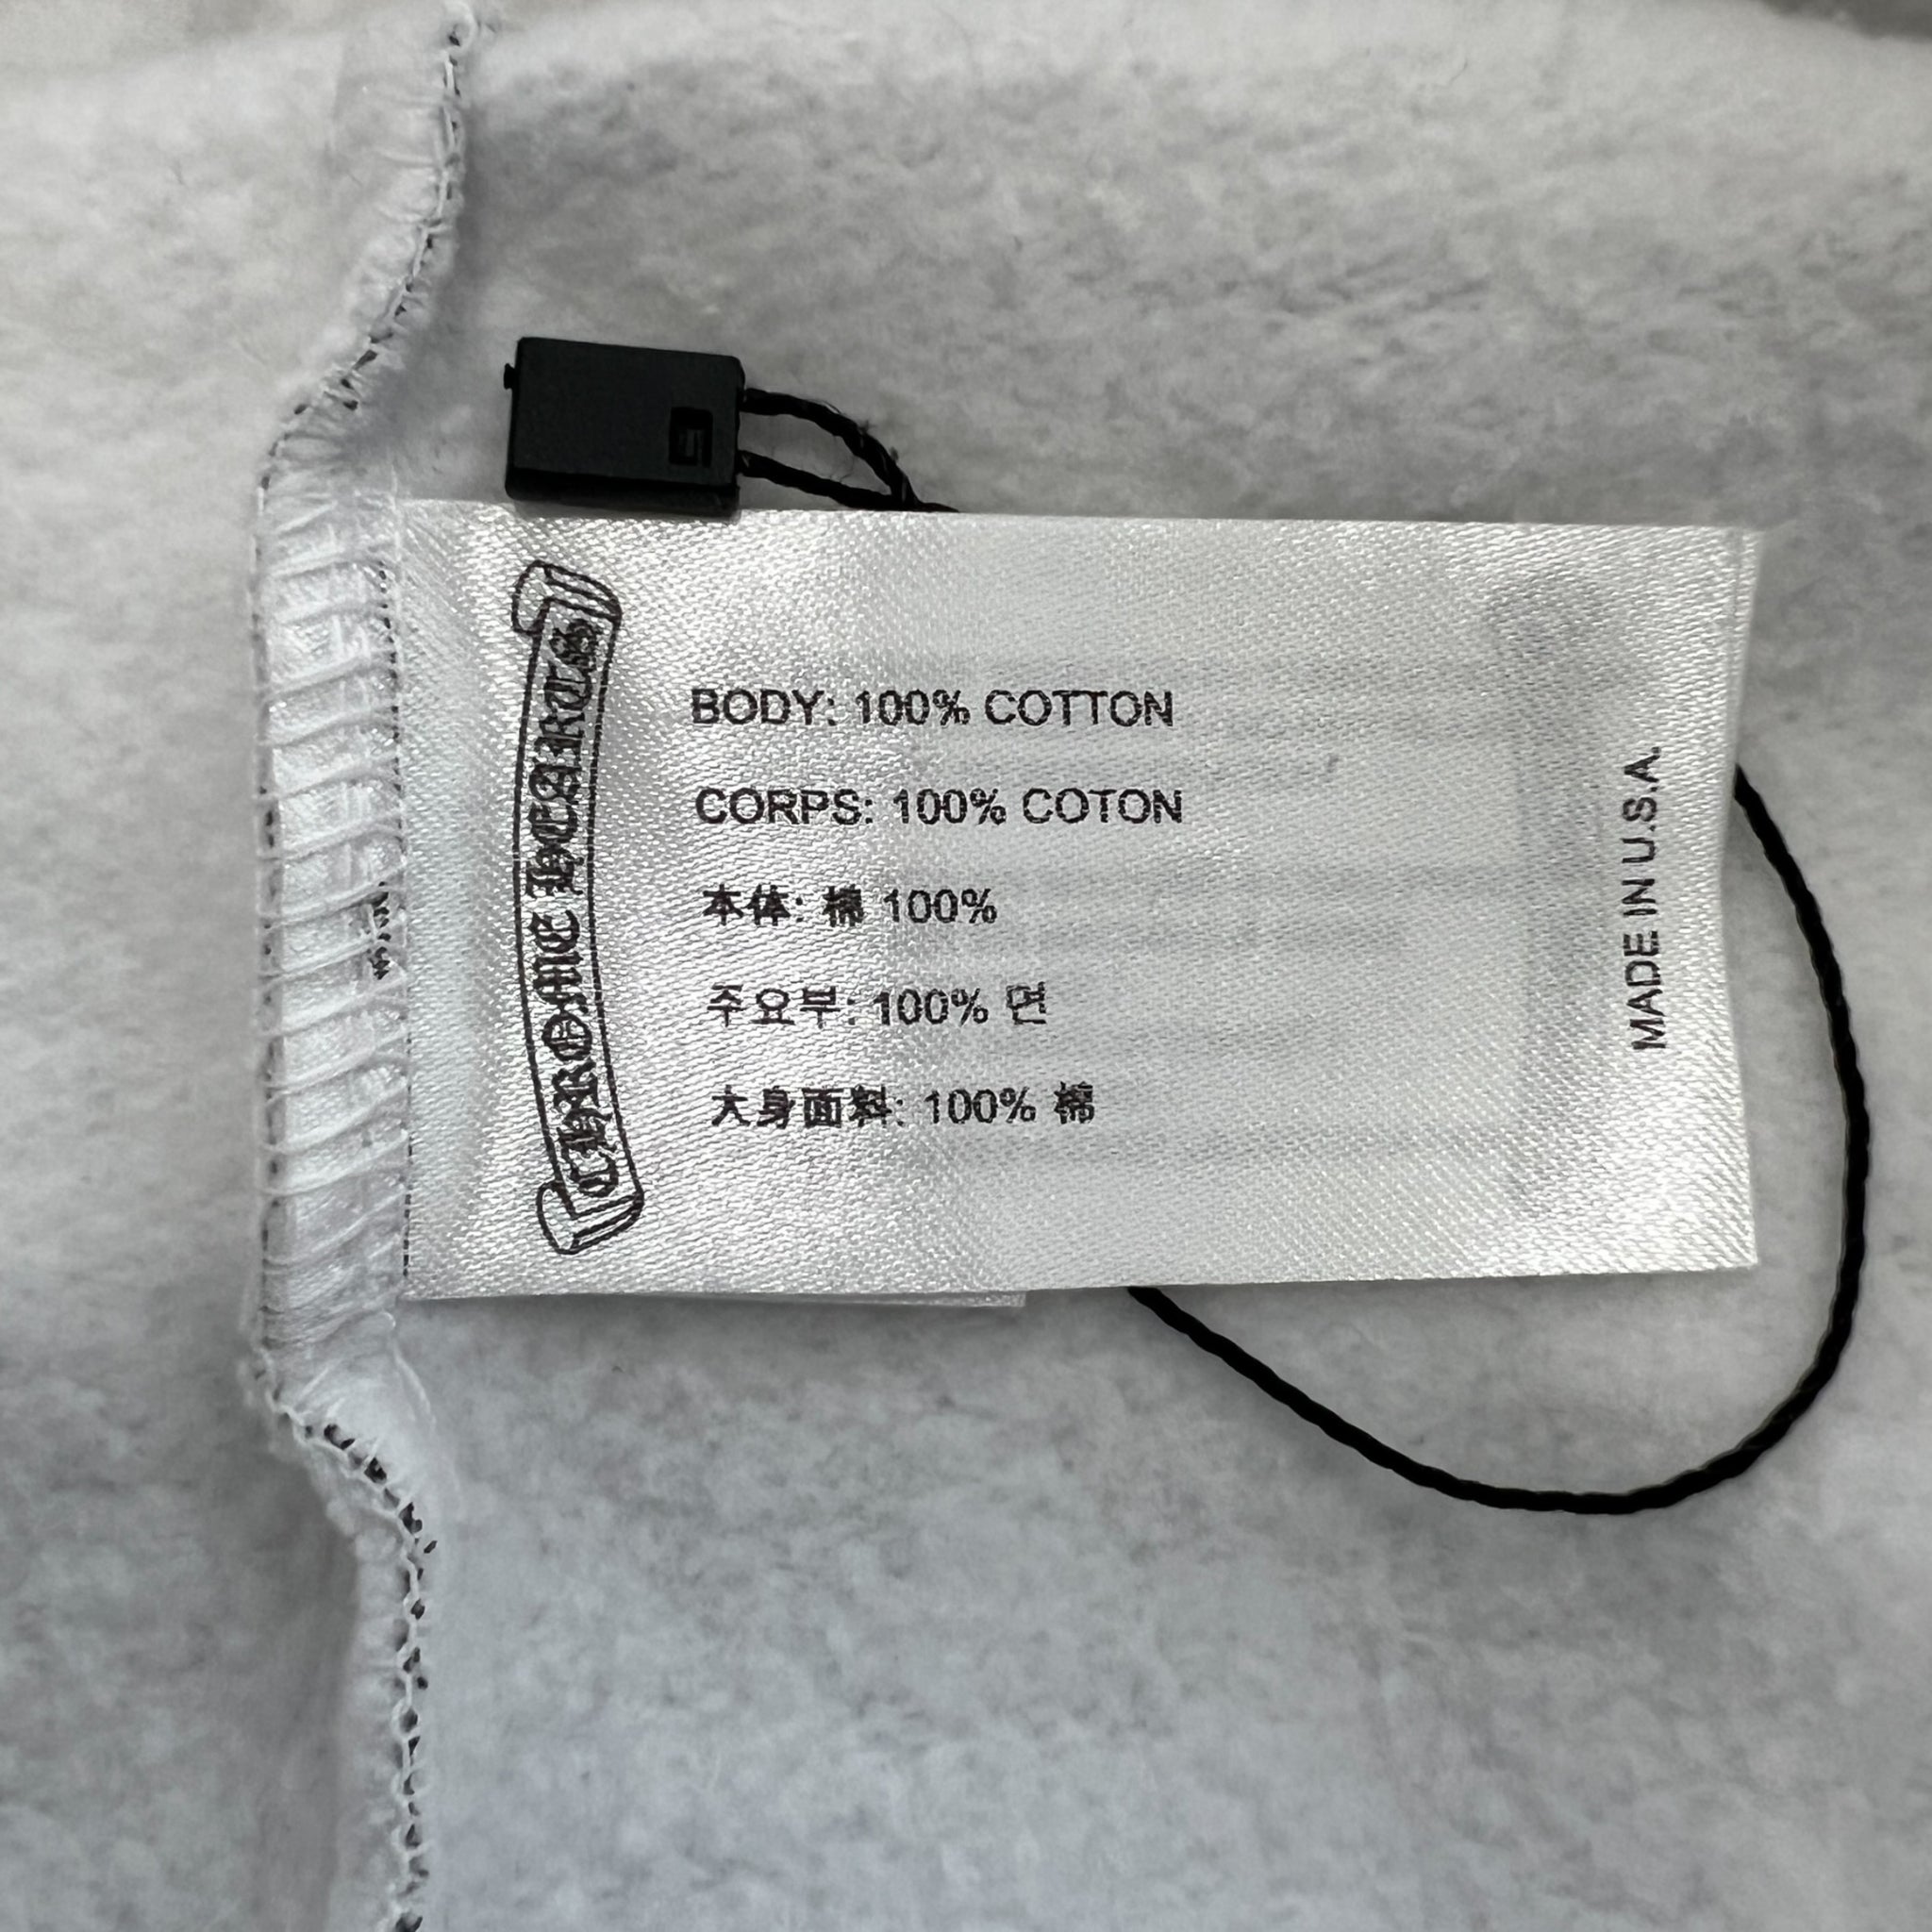 CHROME HEARTS
BODY: 100% COTTON
CORPS: 100% COTON
本体: 棉 100%
주요부: 100% 면
大身面料: 100% 棉
MADE IN U.S.A.